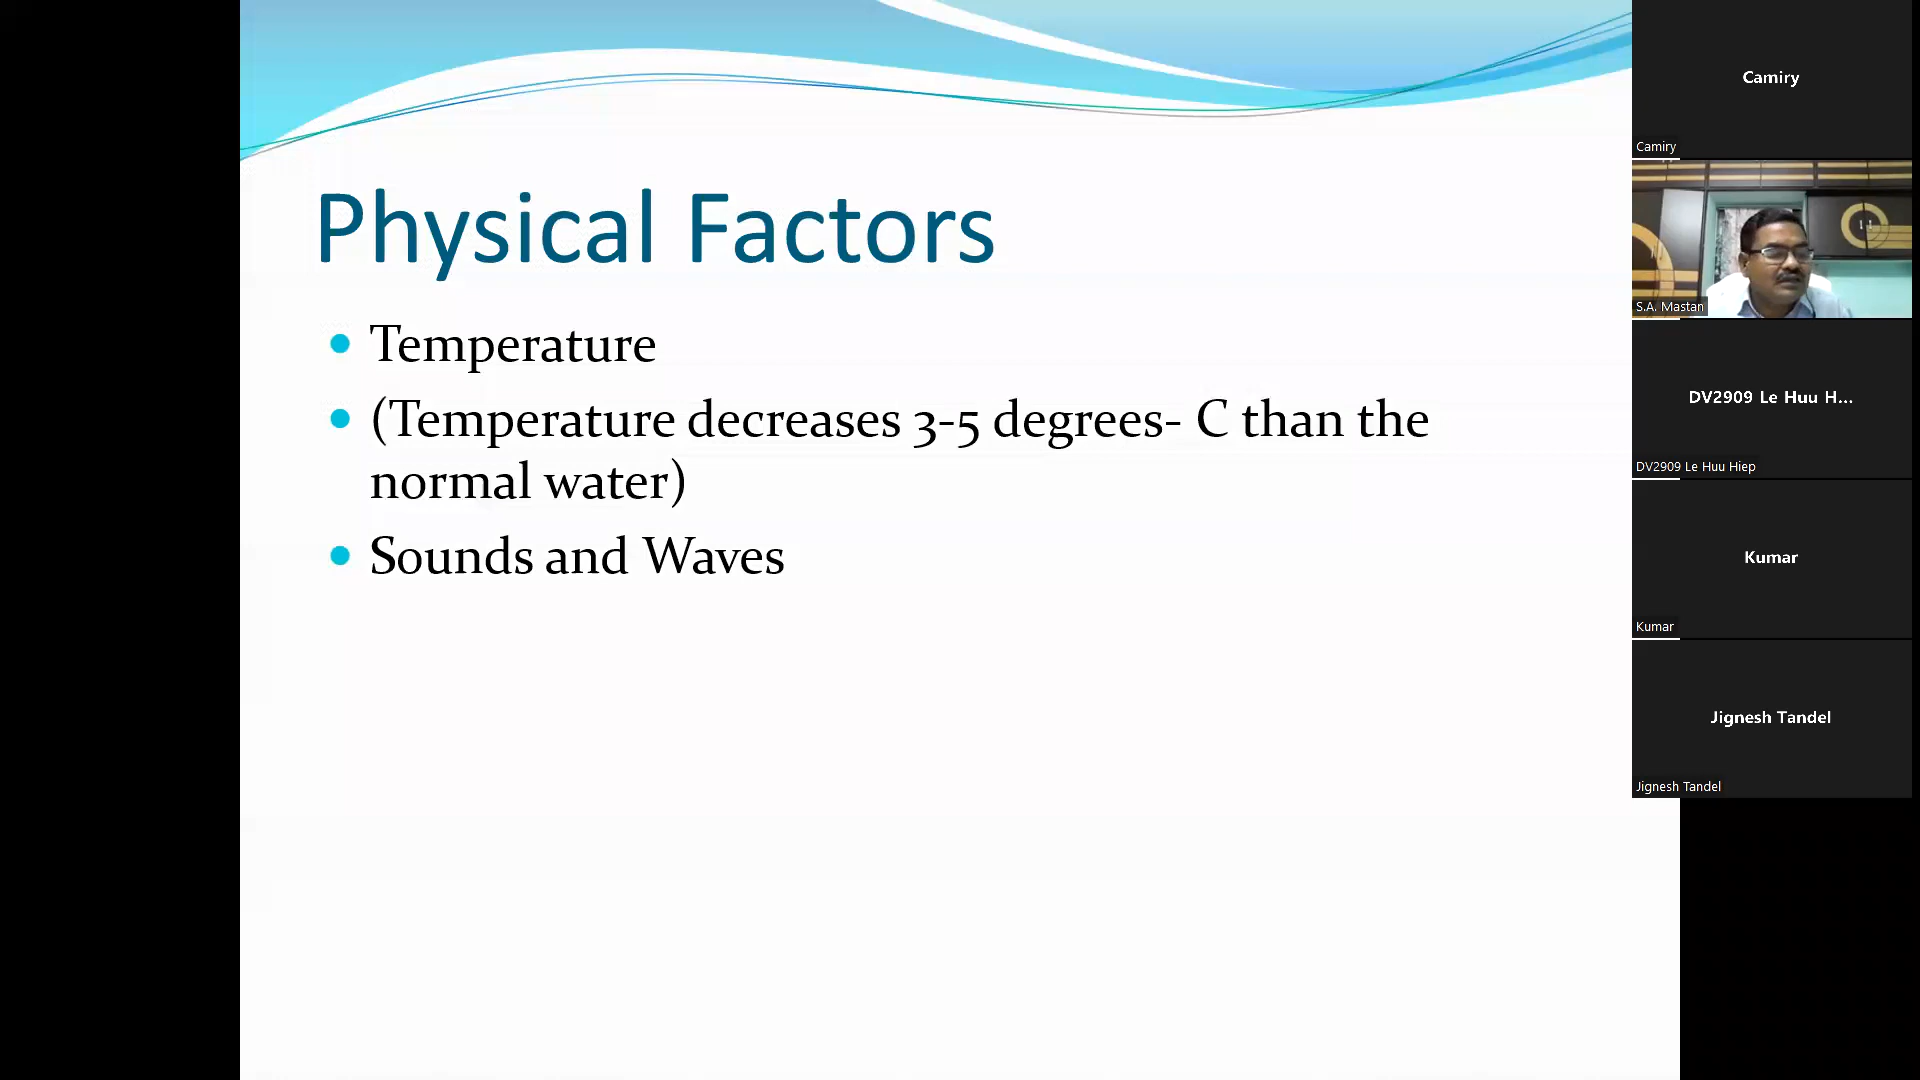 Physical Factors
• Temperature
• (Temperature decreases 3-5 degrees- C than the
normal water)
• Sounds and Waves
Camiry
Camiry
S.A. Mastan
DV2909 Le Huu H...
DV2909 Le Huu Hiep
Kumar
Kumar
Jignesh Tandel
Jignesh Tandel